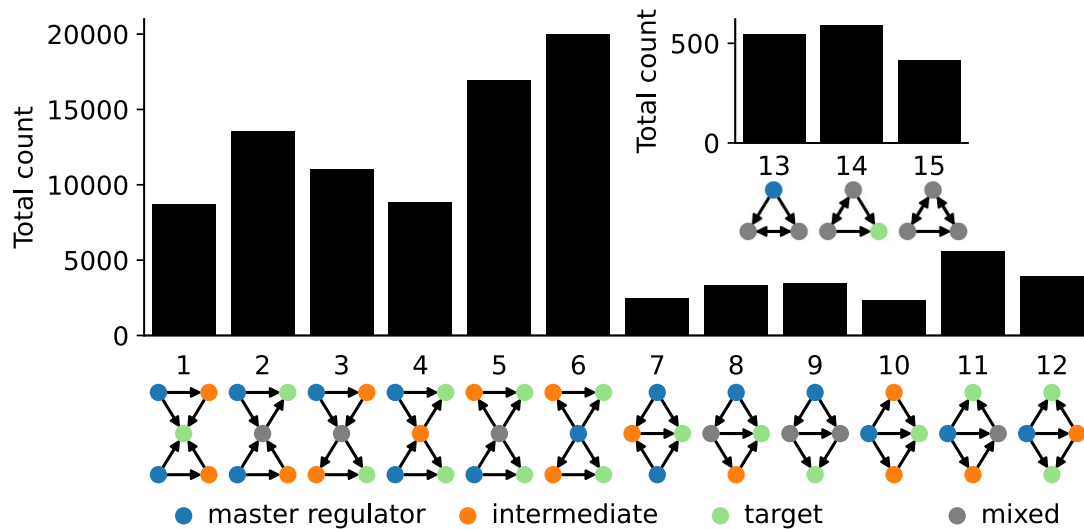 Total count
20000
15000
10000
5000
0
1 2 3 4 5 6 7 8 9 10 11 12
Total count
500
0
13 14 15
master regulator intermediate target mixed